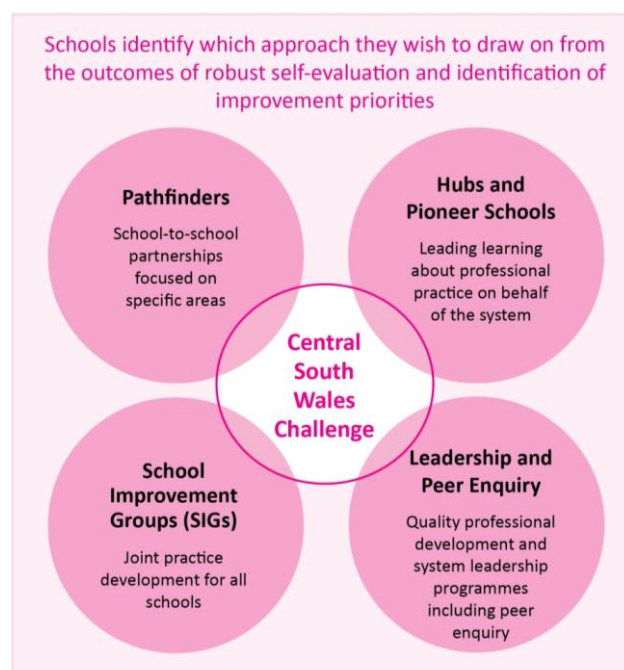 Schools identify which approach they wish to draw on from
the outcomes of robust self-evaluation and identification of
improvement priorities
Pathfinders
School-to-school
partnerships
focused on
specific areas
Hubs and
Pioneer Schools
Leading learning
about professional
practice on behalf
of the system
Central
South
Wales
Challenge
School
Improvement
Groups (SIGs)
Joint practice
development for all
schools
Leadership and
Peer Enquiry
Quality professional
development and
system leadership
programmes
including peer
enquiry